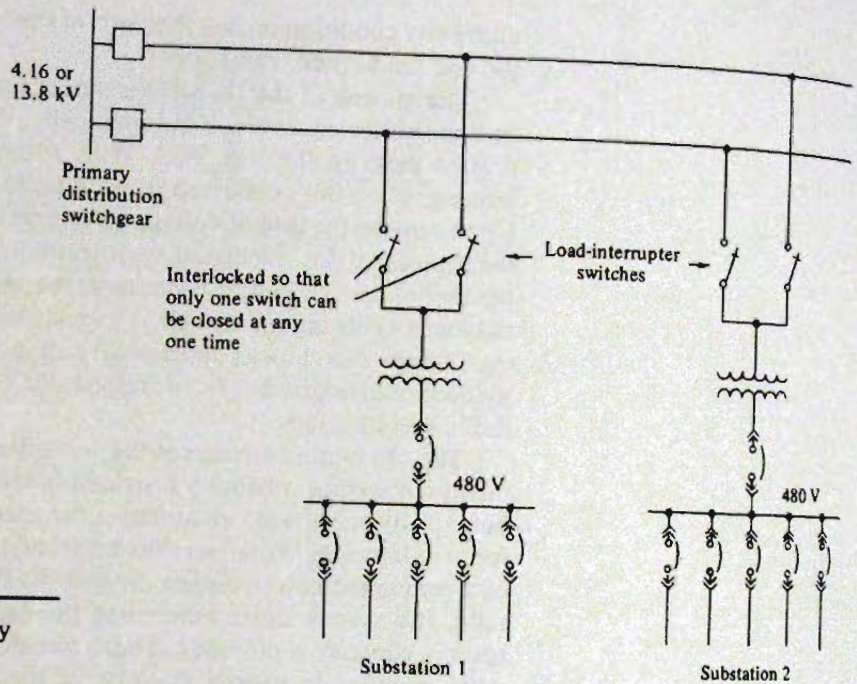 4.16 or
13.8 kV
Primary
distribution
switchgear
Interlocked so that
only one switch can
be closed at any
one time
Load-interrupter
switches
480 V
480 V
Substation 1
Substation 2